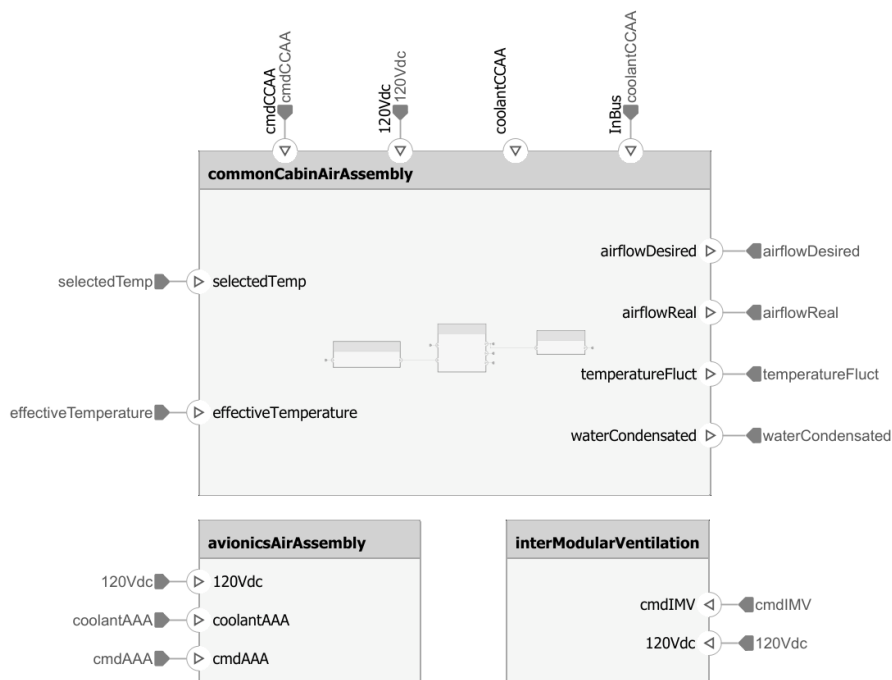 cmdCCAA
cmdCCAA
120Vdc
120Vdc
coolantCCAA
InBus
coolantCCAA
commonCabinAirAssembly
airflowDesired
airflowDesired
selectedTemp
selectedTemp
airflowReal
airflowReal
temperatureFluct
temperatureFluct
effectiveTemperature
effectiveTemperature
waterCondensated
waterCondensated
avionicsAirAssembly
interModularVentilation
120Vdc
120Vdc
cmdIMV
cmdIMV
coolantAAA
coolantAAA
120Vdc
120Vdc
cmdAAA
cmdAAA